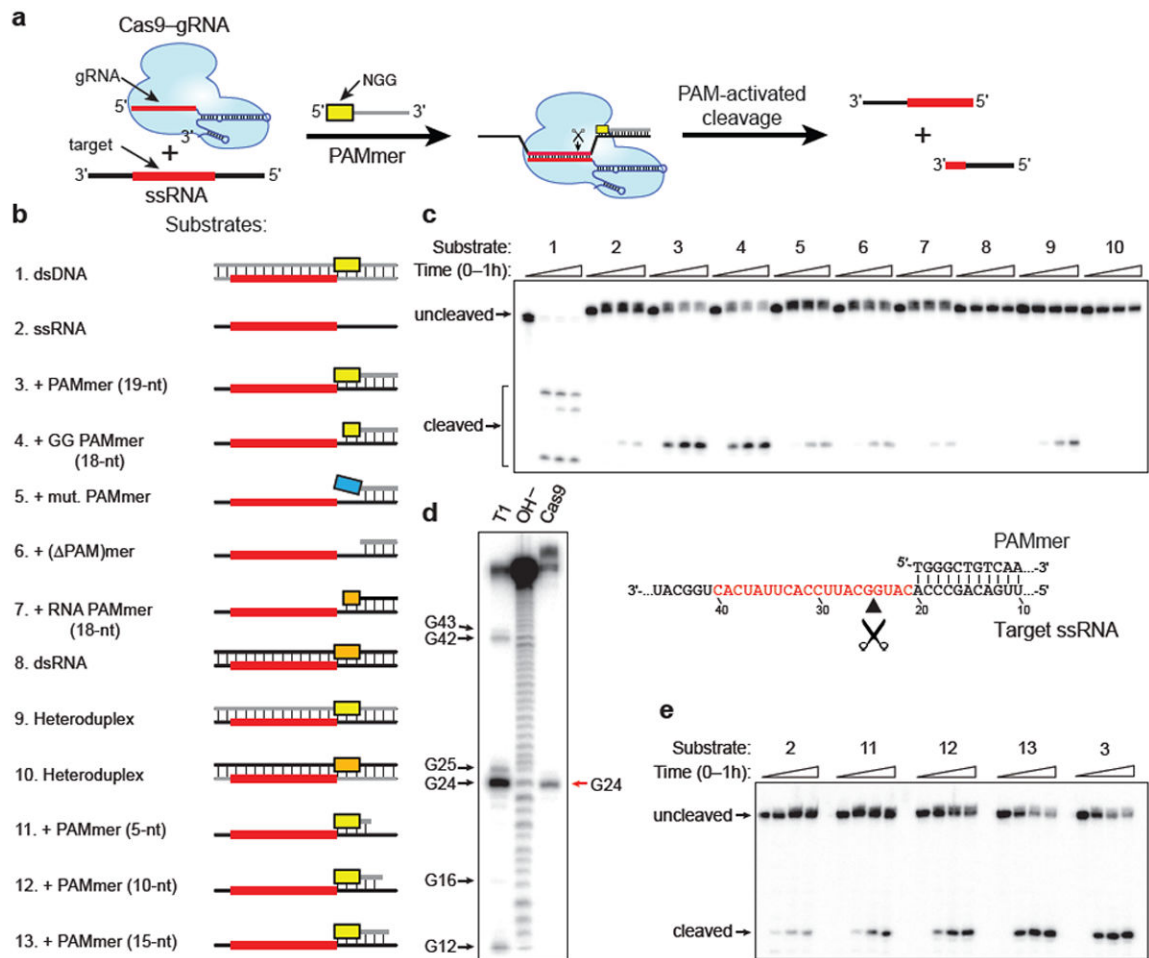 a
Cas9–gRNA
gRNA
5'
3'
+
target
3'
5'
ssRNA
NGG
5'
3'
PAMmer
PAM-activated
cleavage
3'
5'
+
3'
5'
b
Substrates:
1. dsDNA
2. ssRNA
3. + PAMmer (19-nt)
4. + GG PAMmer
(18-nt)
5. + mut. PAMmer
6. + (ΔPAM)mer
7. + RNA PAMmer
(18-nt)
8. dsRNA
9. Heteroduplex
10. Heteroduplex
11. + PAMmer (5-nt)
12. + PAMmer (10-nt)
13. + PAMmer (15-nt)
c
Substrate: 1 2 3 4 5 6 7 8 9 10
Time (0–1h):
uncleaved
cleaved
d
T1 OH– Cas9
G43
G42
G25
G24
G16
G12
G24
PAMmer
5'-TGGGCTGTCAA...-3'
3'-...UACGGUCACUAUUCACCUUACGGUACACCCGACAGUU...-5'
40 30 20 10
Target ssRNA
e
Substrate: 2 11 12 13 3
Time (0–1h):
uncleaved
cleaved